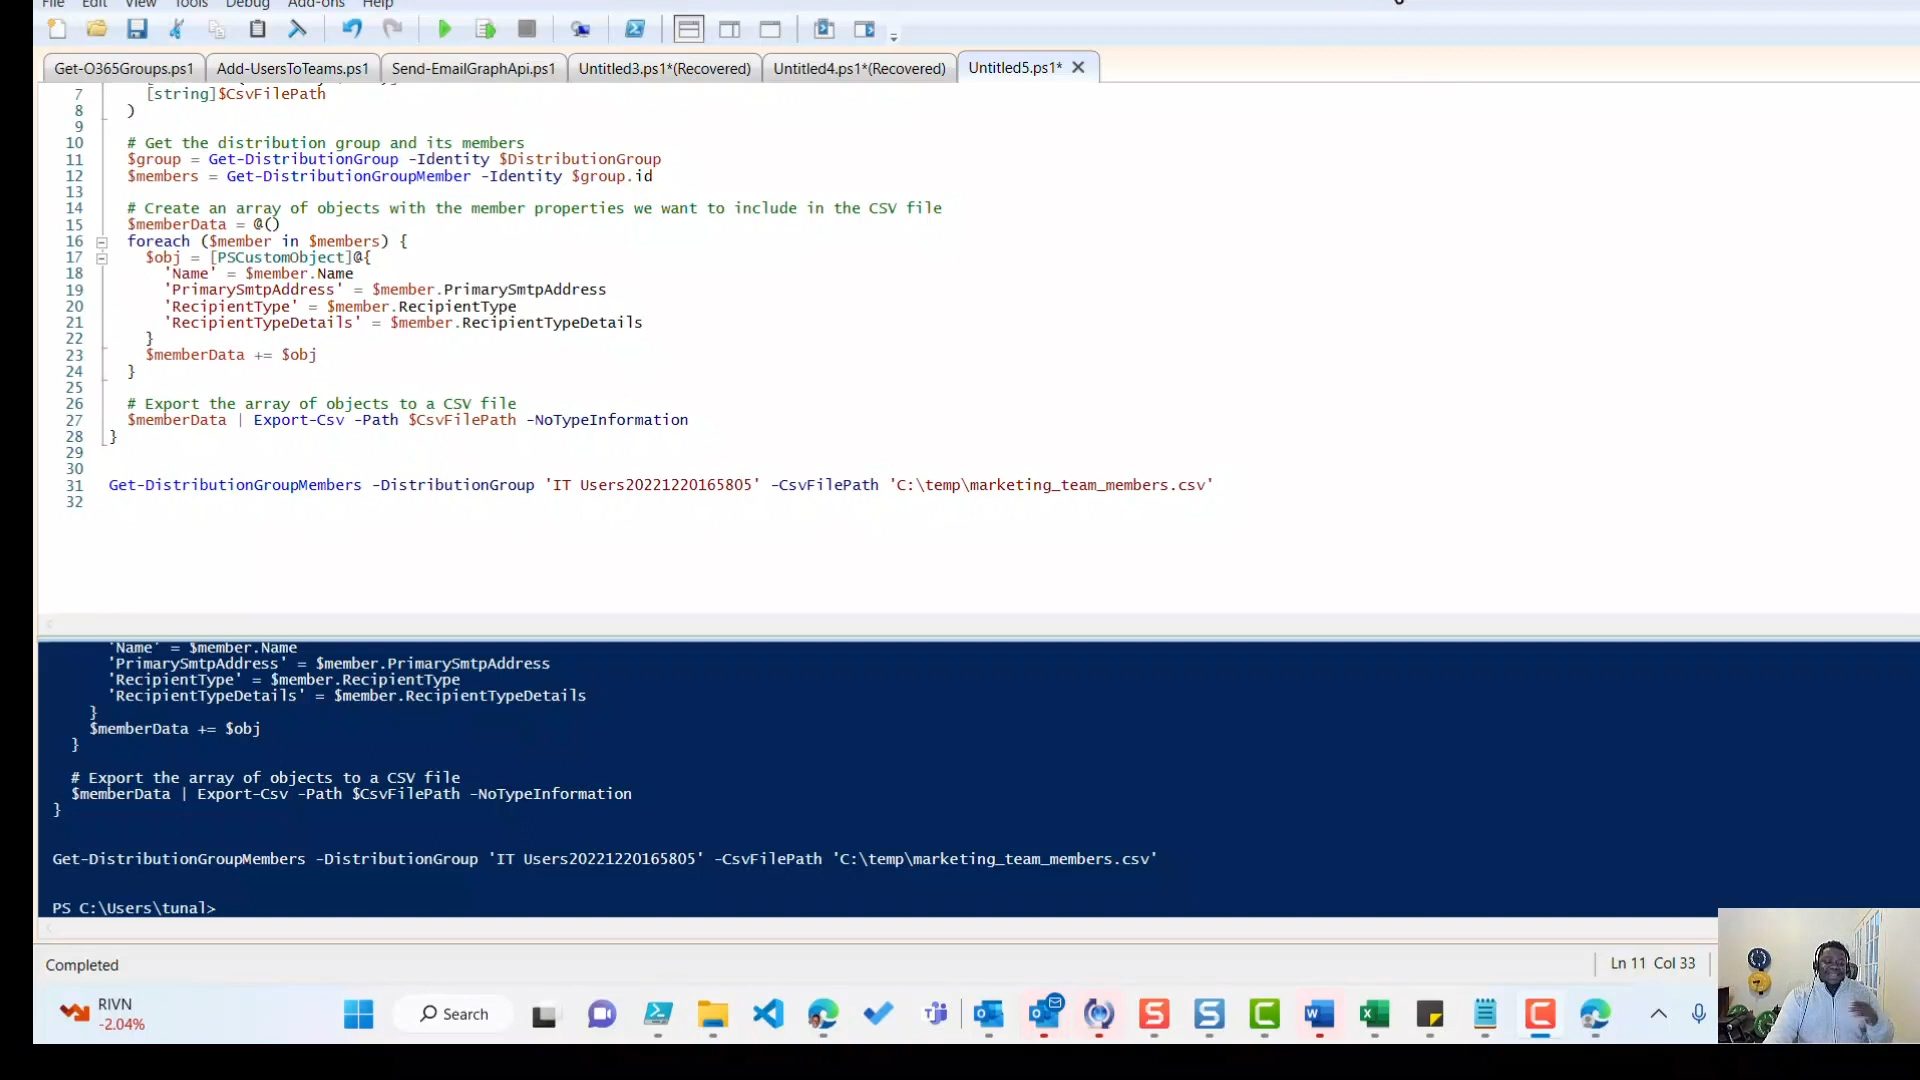 File Edit View Tools Debug Add-ons Help
Get-O365Groups.ps1 Add-UsersToTeams.ps1 Send-EmailGraphApi.ps1 Untitled3.ps1*(Recovered) Untitled4.ps1*(Recovered) Untitled5.ps1*
7 [string]$CsvFilePath
8 )
9
10 # Get the distribution group and its members
11 $group = Get-DistributionGroup -Identity $DistributionGroup
12 $members = Get-DistributionGroupMember -Identity $group.id
13
14 # Create an array of objects with the member properties we want to include in the CSV file
15 $memberData = @()
16 foreach ($member in $members) {
17 $obj = [PSCustomObject]@{
18 'Name' = $member.Name
19 'PrimarySmtpAddress' = $member.PrimarySmtpAddress
20 'RecipientType' = $member.RecipientType
21 'RecipientTypeDetails' = $member.RecipientTypeDetails
22 }
23 $memberData += $obj
24 }
25
26 # Export the array of objects to a CSV file
27 $memberData | Export-Csv -Path $CsvFilePath -NoTypeInformation
28 }
29
30
31 Get-DistributionGroupMembers -DistributionGroup 'IT Users20221220165805' -CsvFilePath 'C:\temp\marketing_team_members.csv'
32
'Name' = $member.Name
'PrimarySmtpAddress' = $member.PrimarySmtpAddress
'RecipientType' = $member.RecipientType
'RecipientTypeDetails' = $member.RecipientTypeDetails
}
$memberData += $obj
}
# Export the array of objects to a CSV file
$memberData | Export-Csv -Path $CsvFilePath -NoTypeInformation
}
Get-DistributionGroupMembers -DistributionGroup 'IT Users20221220165805' -CsvFilePath 'C:\temp\marketing_team_members.csv'
PS C:\Users\tunal>
Completed
Ln 11 Col 33
RIVN
-2.04%
Search